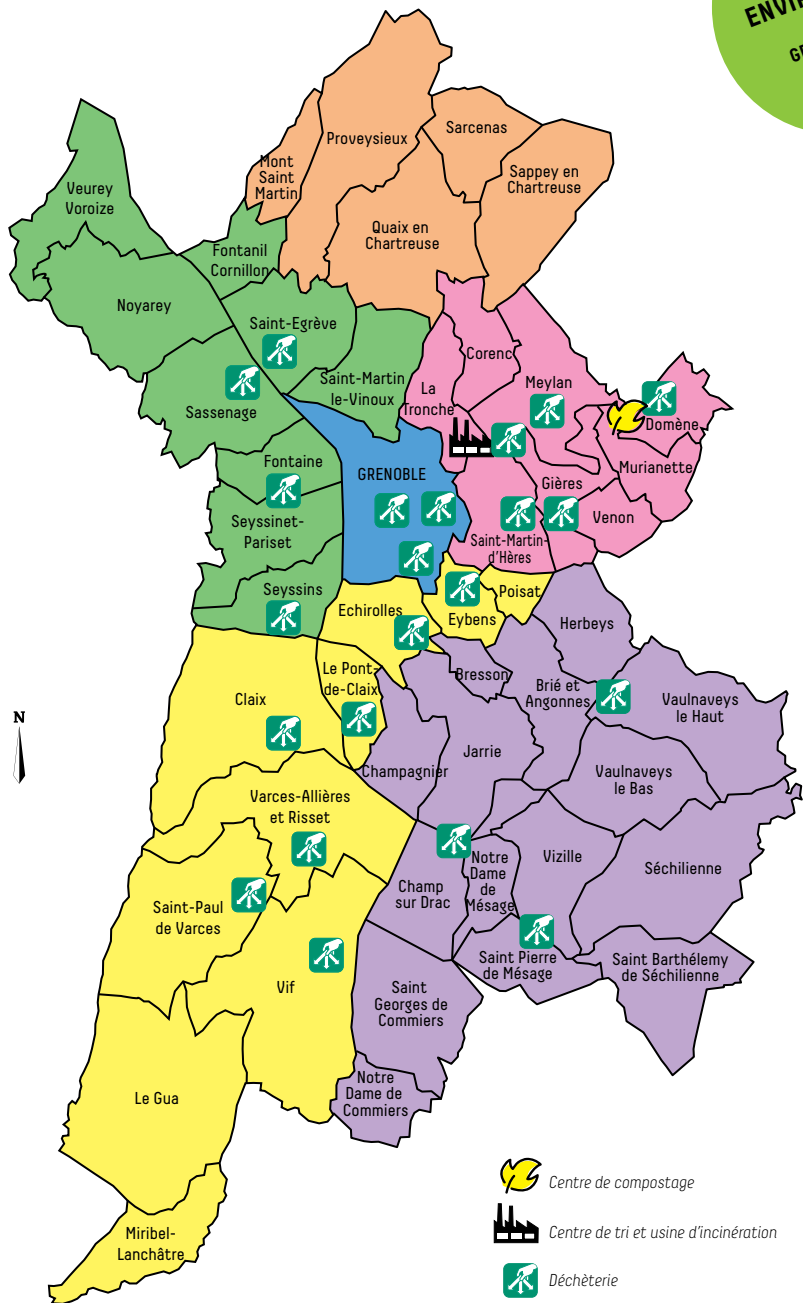 Proveysieux
Sarcenas
Mont
Saint
Martin
Sappey en
Chartreuse
Veurey
Voroize
Quaix en
Chartreuse
Fontanil
Cornillon
Noyarey
Saint-Egrève
Corenc
Saint-Martin
le-Vinoux
La
Tronche
Meylan
Sassenage
Domène
Fontaine
GRENOBLE
Murianette
Gières
Seyssinet-
Pariset
Venon
Saint-Martin-
d'Hères
Seyssins
Echirolles
Poisat
Eybens
Herbeys
Le Pont-
de-Claix
Bresson
Brié et
Angonnes
Vaulnaveys
le Haut
Claix
N
Jarrie
Champagnier
Vaulnaveys
le Bas
Varces-Allières
et Risset
Notre
Dame
de
Mésage
Vizille
Séchilienne
Champ
sur Drac
Saint-Paul
de Varces
Saint Pierre
de Mésage
Saint Barthélemy
de Séchilienne
Vif
Saint
Georges de
Commiers
Notre
Dame de
Commiers
Le Gua
Miribel-
Lanchâtre
Centre de compostage
Centre de tri et usine d'incinération
Déchèterie